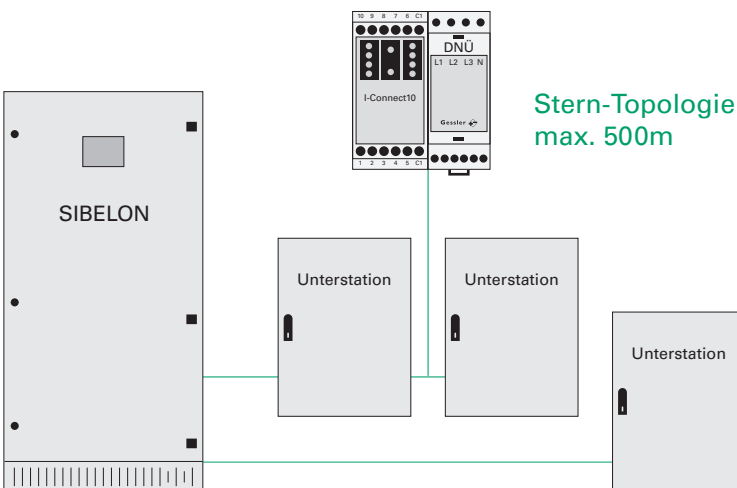 10 9 8 7 6 C1
DNÜ
L1 L2 L3 N
I-Connect10
Gessler
1 2 3 4 5 C1
Stern-Topologie
max. 500m
SIBELON
Unterstation
Unterstation
Unterstation